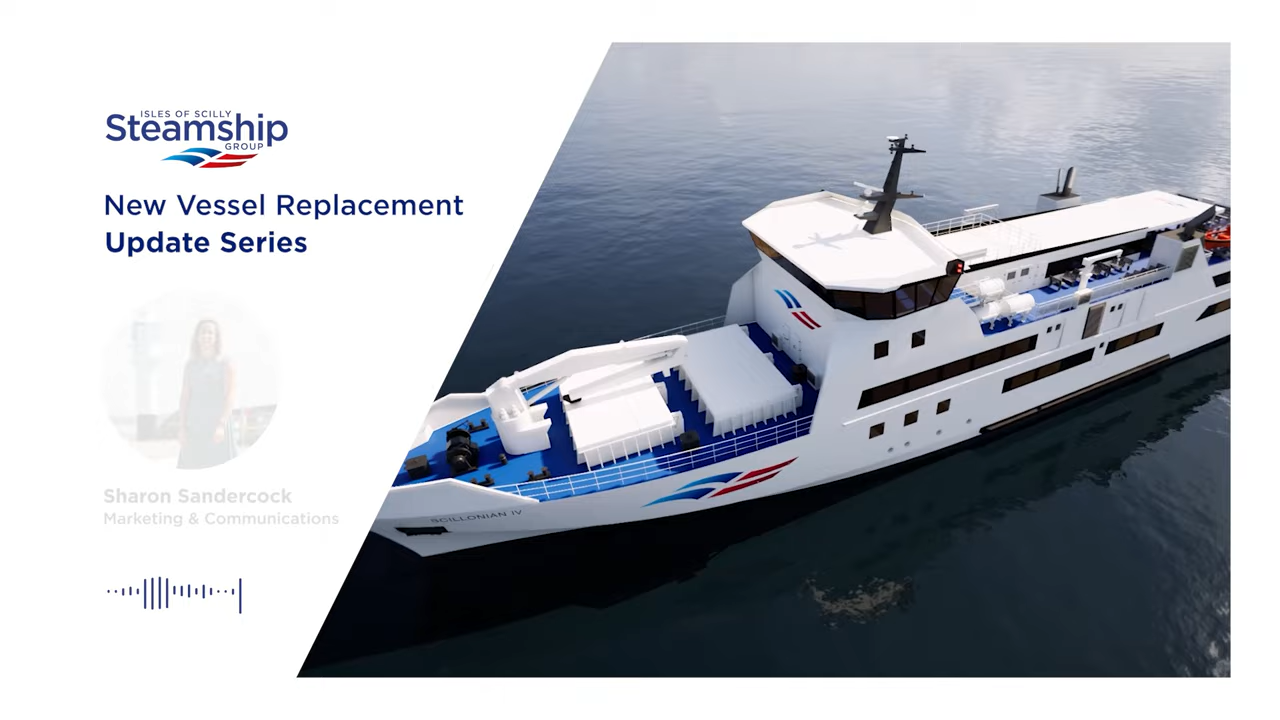 ISLES OF SCILLY
Steamship
GROUP
New Vessel Replacement
Update Series
Sharon Sandercock
Marketing & Communications
SCILLONIAN IV